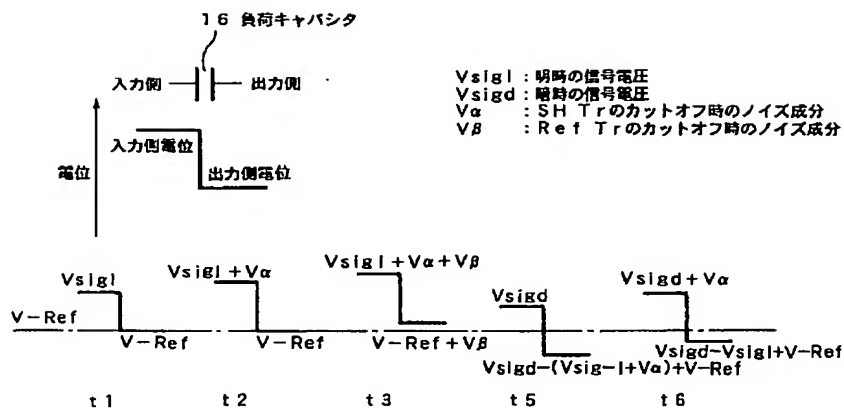 16 負荷キャパシタ
入力側
出力側
Vsigl:明時の信号電圧
Vsigd:暗時の信号電圧
Vα:SH Trのカットオフ時のノイズ成分
Vβ:Ref Trのカットオフ時のノイズ成分
電位
入力側電位
出力側電位
Vsigl
Vsigl+Vα
Vsigl+Vα+Vβ
Vsigd
Vsigd+Vα
V-Ref
V-Ref
V-Ref
V-Ref+Vβ
Vsigd-(Vsig-l+Vα)+V-Ref
Vsigd-Vsigl+V-Ref
t1
t2
t3
t5
t6